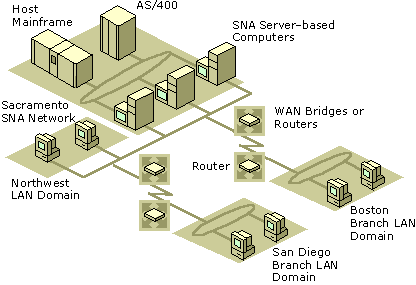 Host
Mainframe
AS/400
SNA Server-based
Computers
Sacramento
SNA Network
WAN Bridges or
Routers
Router
Northwest
LAN Domain
Boston
Branch LAN
Domain
San Diego
Branch LAN
Domain